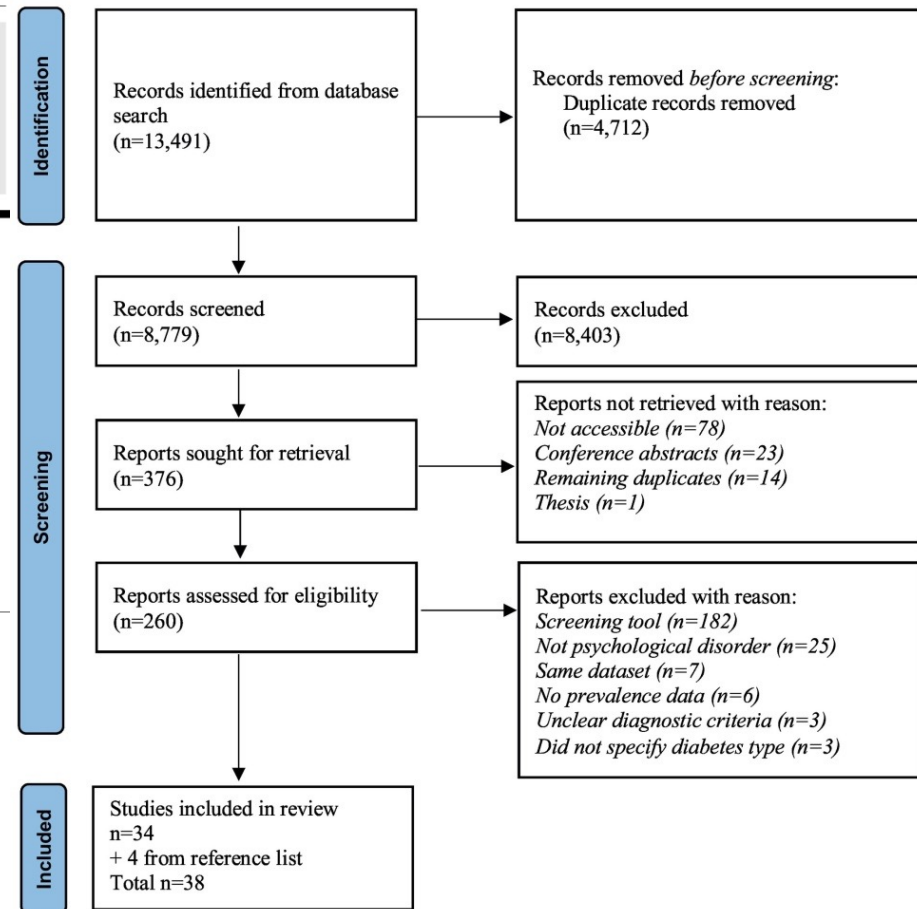 Identification
Records identified from database
search
(n=13,491)
Records removed before screening:
Duplicate records removed
(n=4,712)
Screening
Records screened
(n=8,779)
Records excluded
(n=8,403)
Reports sought for retrieval
(n=376)
Reports not retrieved with reason:
Not accessible (n=78)
Conference abstracts (n=23)
Remaining duplicates (n=14)
Thesis (n=1)
Reports assessed for eligibility
(n=260)
Reports excluded with reason:
Screening tool (n=182)
Not psychological disorder (n=25)
Same dataset (n=7)
No prevalence data (n=6)
Unclear diagnostic criteria (n=3)
Did not specify diabetes type (n=3)
Included
Studies included in review
n=34
+ 4 from reference list
Total n=38